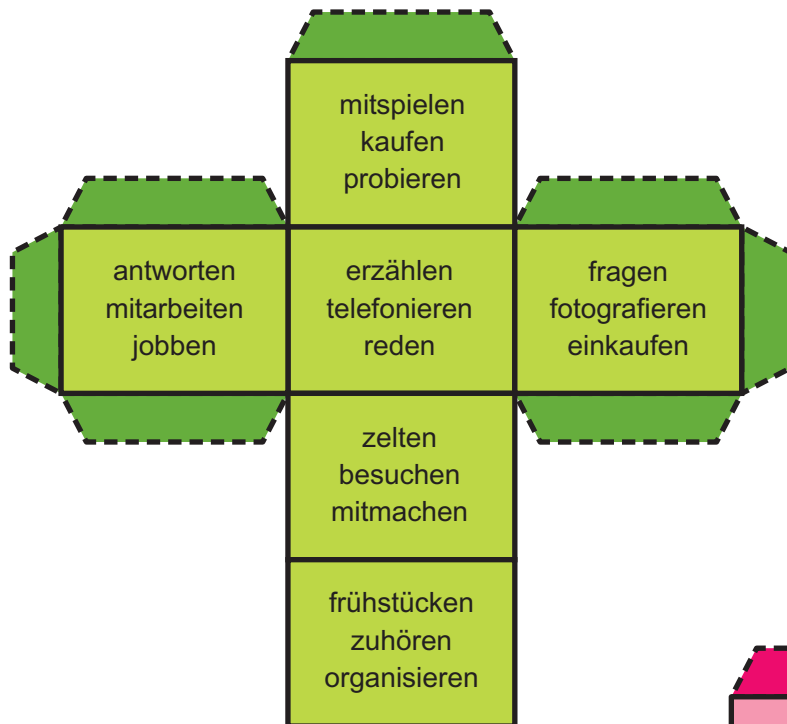 mitspielen
kaufen
probieren
antworten
mitarbeiten
jobben
erzählen
telefonieren
reden
fragen
fotografieren
einkaufen
zelten
besuchen
mitmachen
frühstücken
zuhören
organisieren